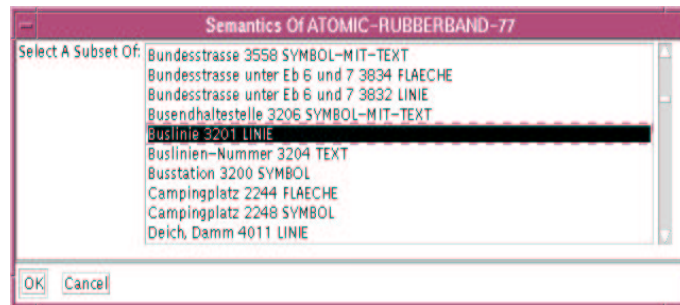 Semantics Of ATOMIC-RUBBERBAND-77
Select A Subset Of: Bundesstrasse 3558 SYMBOL-MIT-TEXT
Bundesstrasse unter Eb 6 und 7 3834 FLAECHE
Bundesstrasse unter Eb 6 und 7 3832 LINIE
Busendhaltestelle 3206 SYMBOL-MIT-TEXT
Buslinie 3201 LINIE
Buslinien-Nummer 3204 TEXT
Busstation 3200 SYMBOL
Campingplatz 2244 FLAECHE
Campingplatz 2248 SYMBOL
Deich, Damm 4011 LINIE
OK Cancel